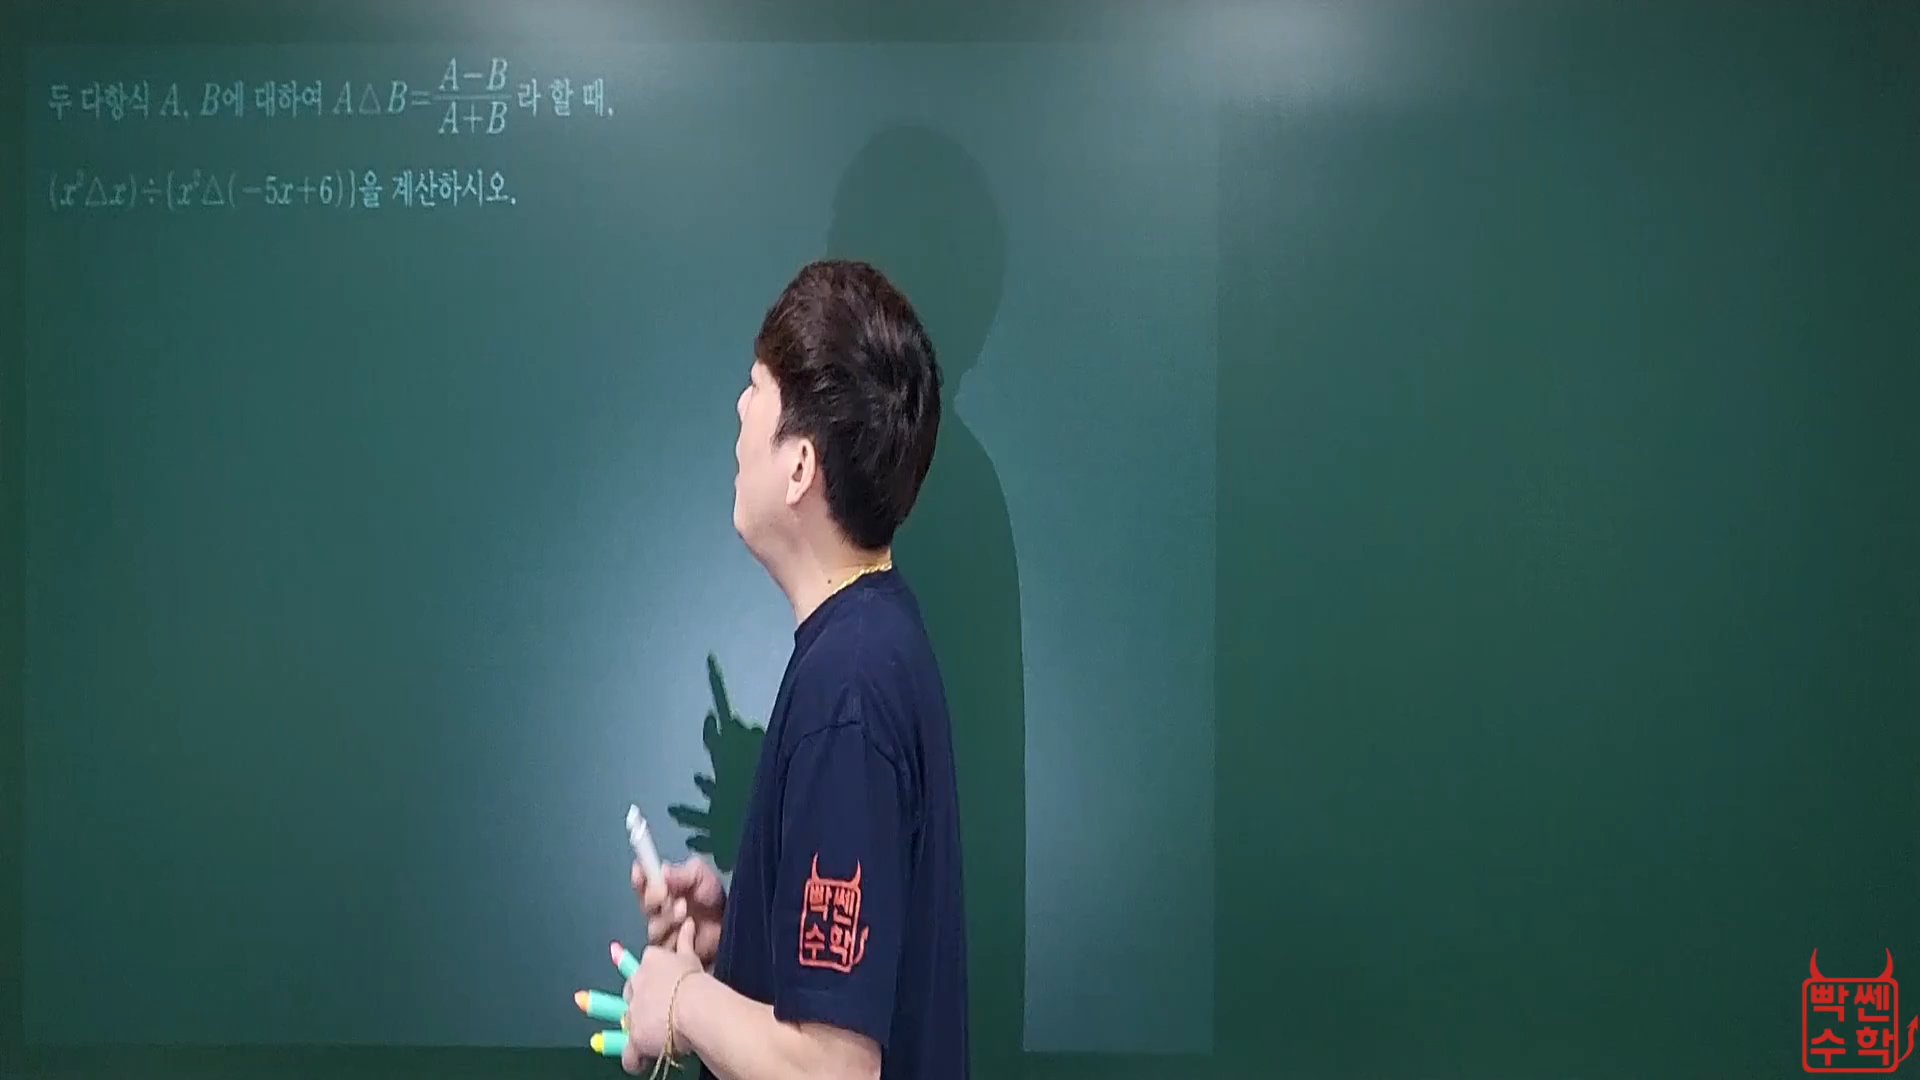 두 다항식 A, B에 대하여 A△B=\frac{A-B}{A+B}라 할 때,
(x²△x)÷{x²△(-5x+6)}을 계산하시오.
빡쎈
수학
빡쎈
수학